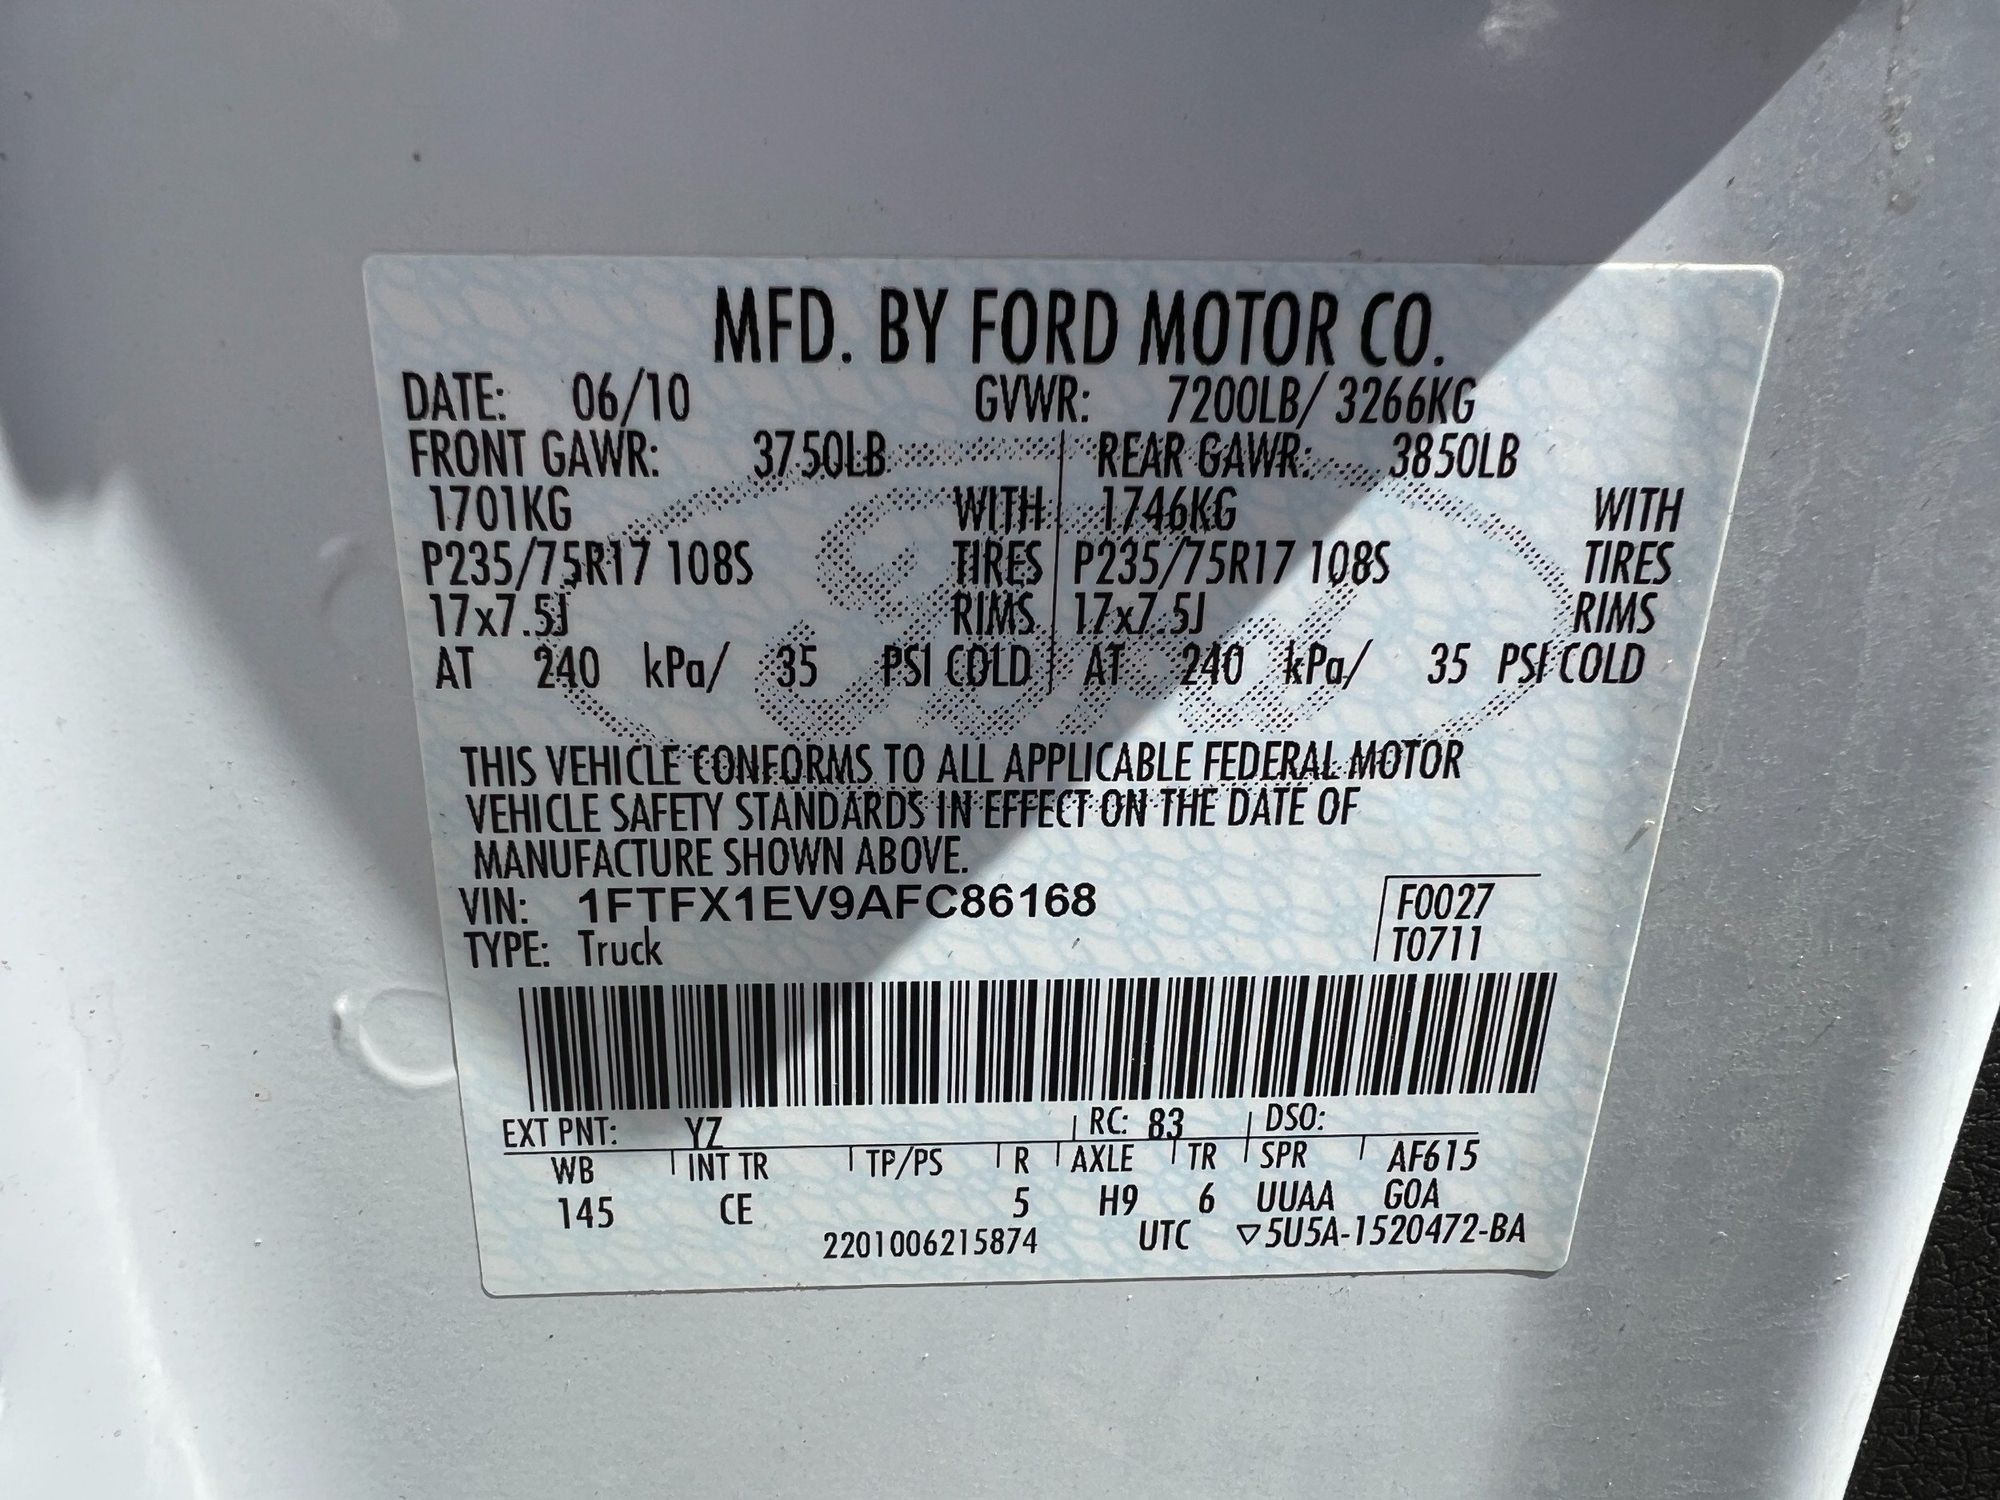 MFD. BY FORD MOTOR CO.
DATE: 06/10 GVWR: 7200LB/ 3266KG
FRONT GAWR: 3750LB REAR GAWR: 3850LB
1701KG WITH 1746KG WITH
P235/75R17 108S TIRES P235/75R17 108S TIRES
17x7.5J RIMS 17x7.5J RIMS
AT 240 kPa/ 35 PSI COLD AT 240 kPa/ 35 PSI COLD
THIS VEHICLE CONFORMS TO ALL APPLICABLE FEDERAL MOTOR
VEHICLE SAFETY STANDARDS IN EFFECT ON THE DATE OF
MANUFACTURE SHOWN ABOVE.
VIN: 1FTFX1EV9AFC86168 F0027
TYPE: Truck T0711
EXT PNT: YZ RC: 83 DSO:
WB INT TR TP/PS R AXLE TR SPR AF615
145 CE 5 H9 6 UUAA GOA
2201006215874 UTC ▽5U5A-1520472-BA